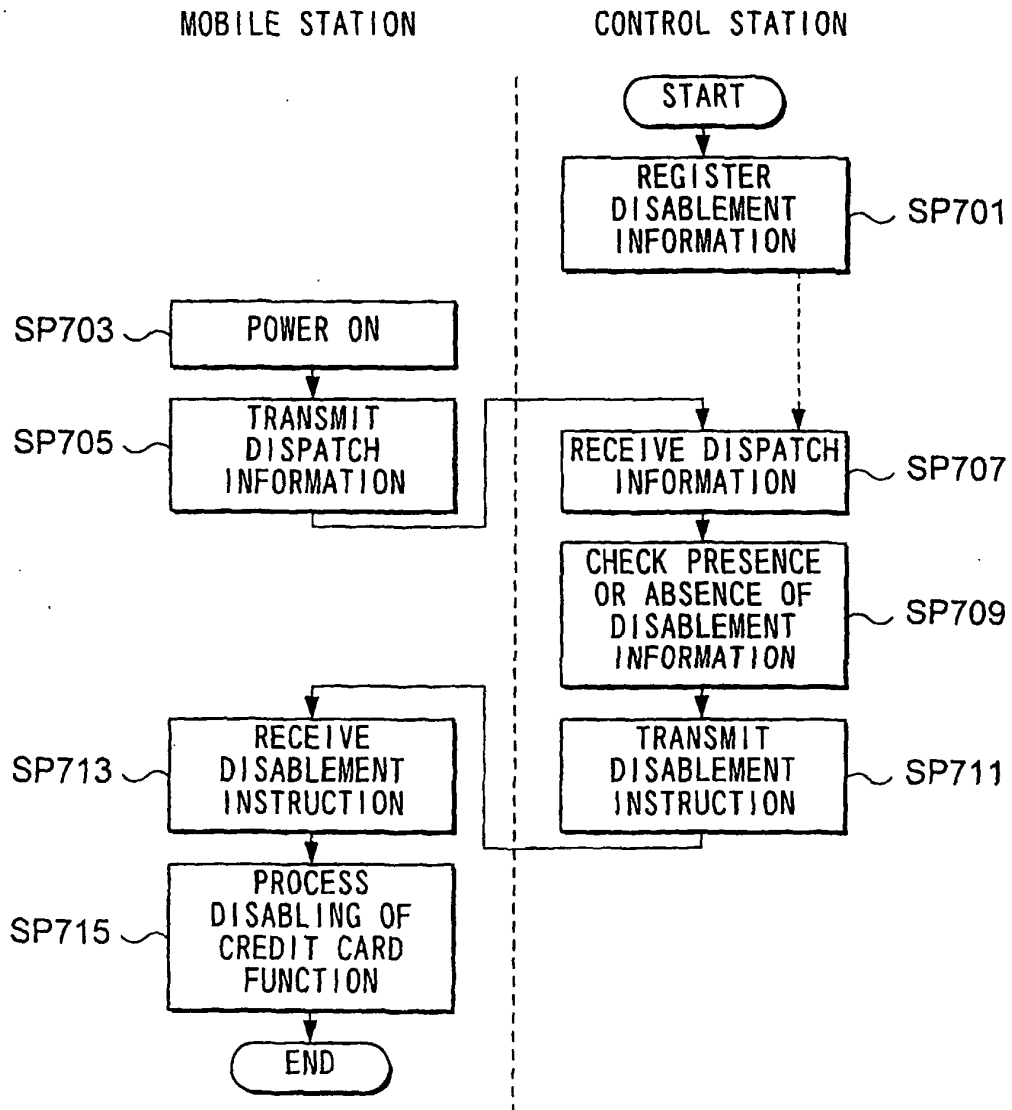 MOBILE STATION
CONTROL STATION
START
REGISTER
DISABLEMENT
INFORMATION
SP701
SP703
POWER ON
SP705
TRANSMIT
DISPATCH
INFORMATION
RECEIVE DISPATCH
INFORMATION
SP707
CHECK PRESENCE
OR ABSENCE OF
DISABLEMENT
INFORMATION
SP709
TRANSMIT
DISABLEMENT
INSTRUCTION
SP711
SP713
RECEIVE
DISABLEMENT
INSTRUCTION
SP715
PROCESS
DISABLING OF
CREDIT CARD
FUNCTION
END